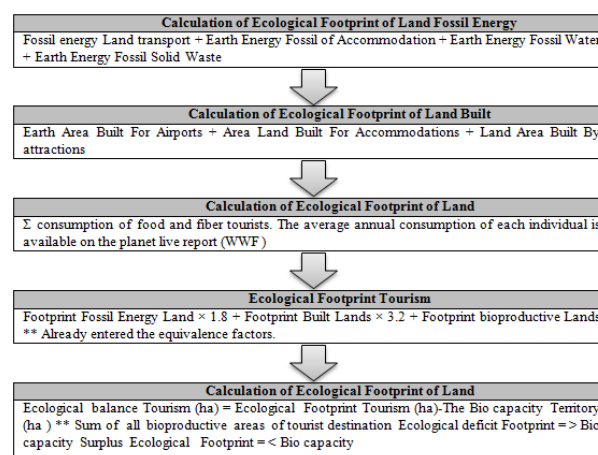 Calculation of Ecological Footprint of Land Fossil Energy
Fossil energy Land transport + Earth Energy Fossil of Accommodation + Earth Energy Fossil Water
+ Earth Energy Fossil Solid Waste
Calculation of Ecological Footprint of Land Built
Earth Area Built For Airports + Area Land Built For Accommodations + Land Area Built By
attractions
Calculation of Ecological Footprint of Land
Σ consumption of food and fiber tourists. The average annual consumption of each individual is
available on the planet live report (WWF )
Ecological Footprint Tourism
Footprint Fossil Energy Land × 1.8 + Footprint Built Lands × 3.2 + Footprint bioproductive Lands
** Already entered the equivalence factors.
Calculation of Ecological Footprint of Land
Ecological balance Tourism (ha) = Ecological Footprint Tourism (ha)-The Bio capacity Territory
(ha ) ** Sum of all bioproductive areas of tourist destination Ecological deficit Footprint = > Bio
capacity Surplus Ecological Footprint = < Bio capacity